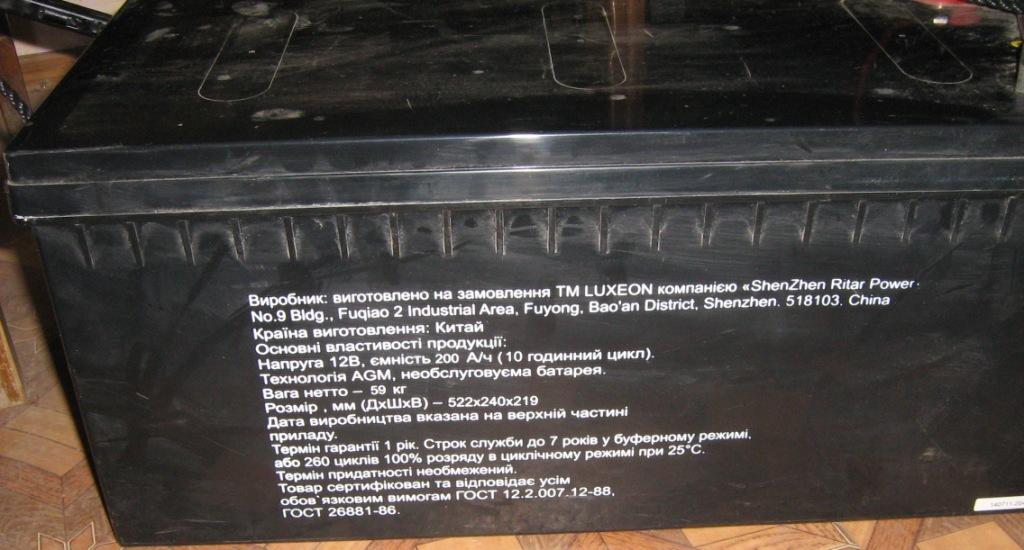 Виробник: виготовлено на замовлення ТМ LUXEON компанією «ShenZhen Ritar Power
No.9 Bldg., Fuqiao 2 Industrial Area, Fuyong, Bao'an District, Shenzhen. 518103. China
Країна виготовлення: Китай
Основні властивості продукції:
Напруга 12В, ємність 200 А/ч (10 годинний цикл).
Технологія AGM, необслуговуєма батарея.
Вага нетто – 59 кг
Розмір , мм (ДхШхВ) – 522х240х219
Дата виробництва вказана на верхній частині
приладу.
Термін гарантії 1 рік. Строк служби до 7 років у буферному режимі,
або 260 циклів 100% розряду в циклічному режимі при 25°С.
Термін придатності необмежений.
Товар сертифікован та відповідає усім
обов`язковим вимогам ГОСТ 12.2.007.12-88,
ГОСТ 26881-86.